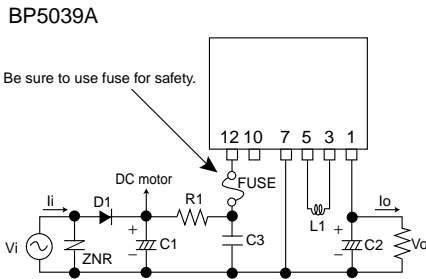 BP5039A
Be sure to use fuse for safety.
12 10 7 5 3 1
DC motor
FUSE
Ii
D1
R1
L1
Io
Vi
ZNR
+
−
C1
C3
+
−
C2
Vo